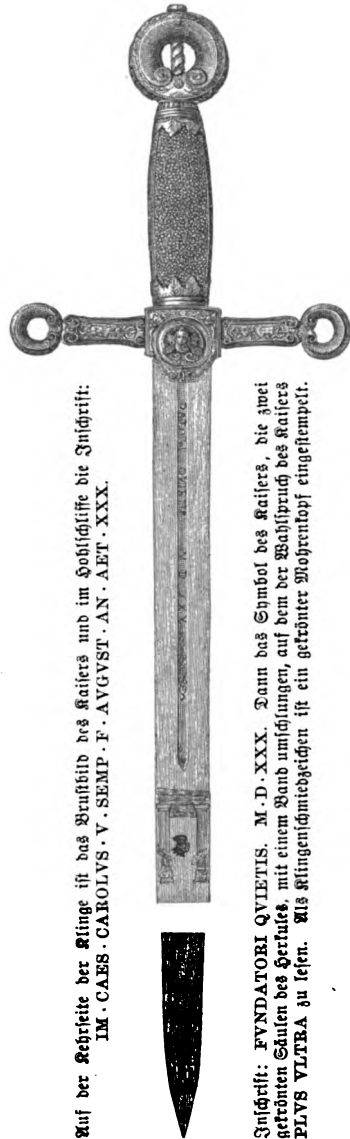 Auf der Kehrseite der Klinge ist das Brustbild des Kaisers und im Hohlschliffe die Inschrift:
IM · CAES · CAROLVS · V. SEMP · F · AVGVST · AN · AET · XXX.
Inschrift: FVNDATORI QVIETIS. M · D · XXX. Dann das Symbol des Kaisers, die zwei
gekrönten Säulen des Herkules, mit einem Band umschlungen, auf dem der Wahlspruch des Kaisers
PLVS VLTRA zu lesen. Als Klingenschmiedzeichen ist ein gekrönter Mohrenkopf eingestempelt.